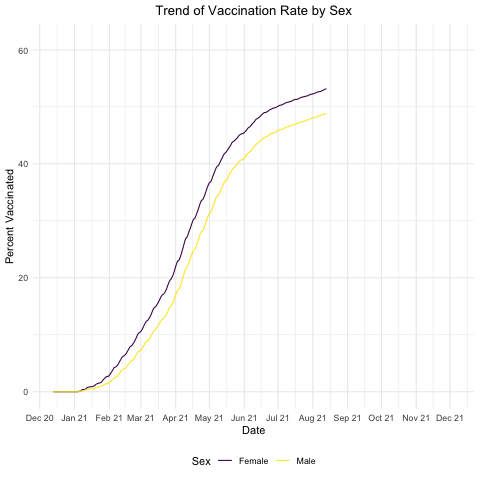 Trend of Vaccination Rate by Sex
Percent Vaccinated
60
40
20
0
Dec 20 Jan 21 Feb 21 Mar 21 Apr 21 May 21 Jun 21 Jul 21 Aug 21 Sep 21 Oct 21 Nov 21 Dec 21
Date
Sex Female Male